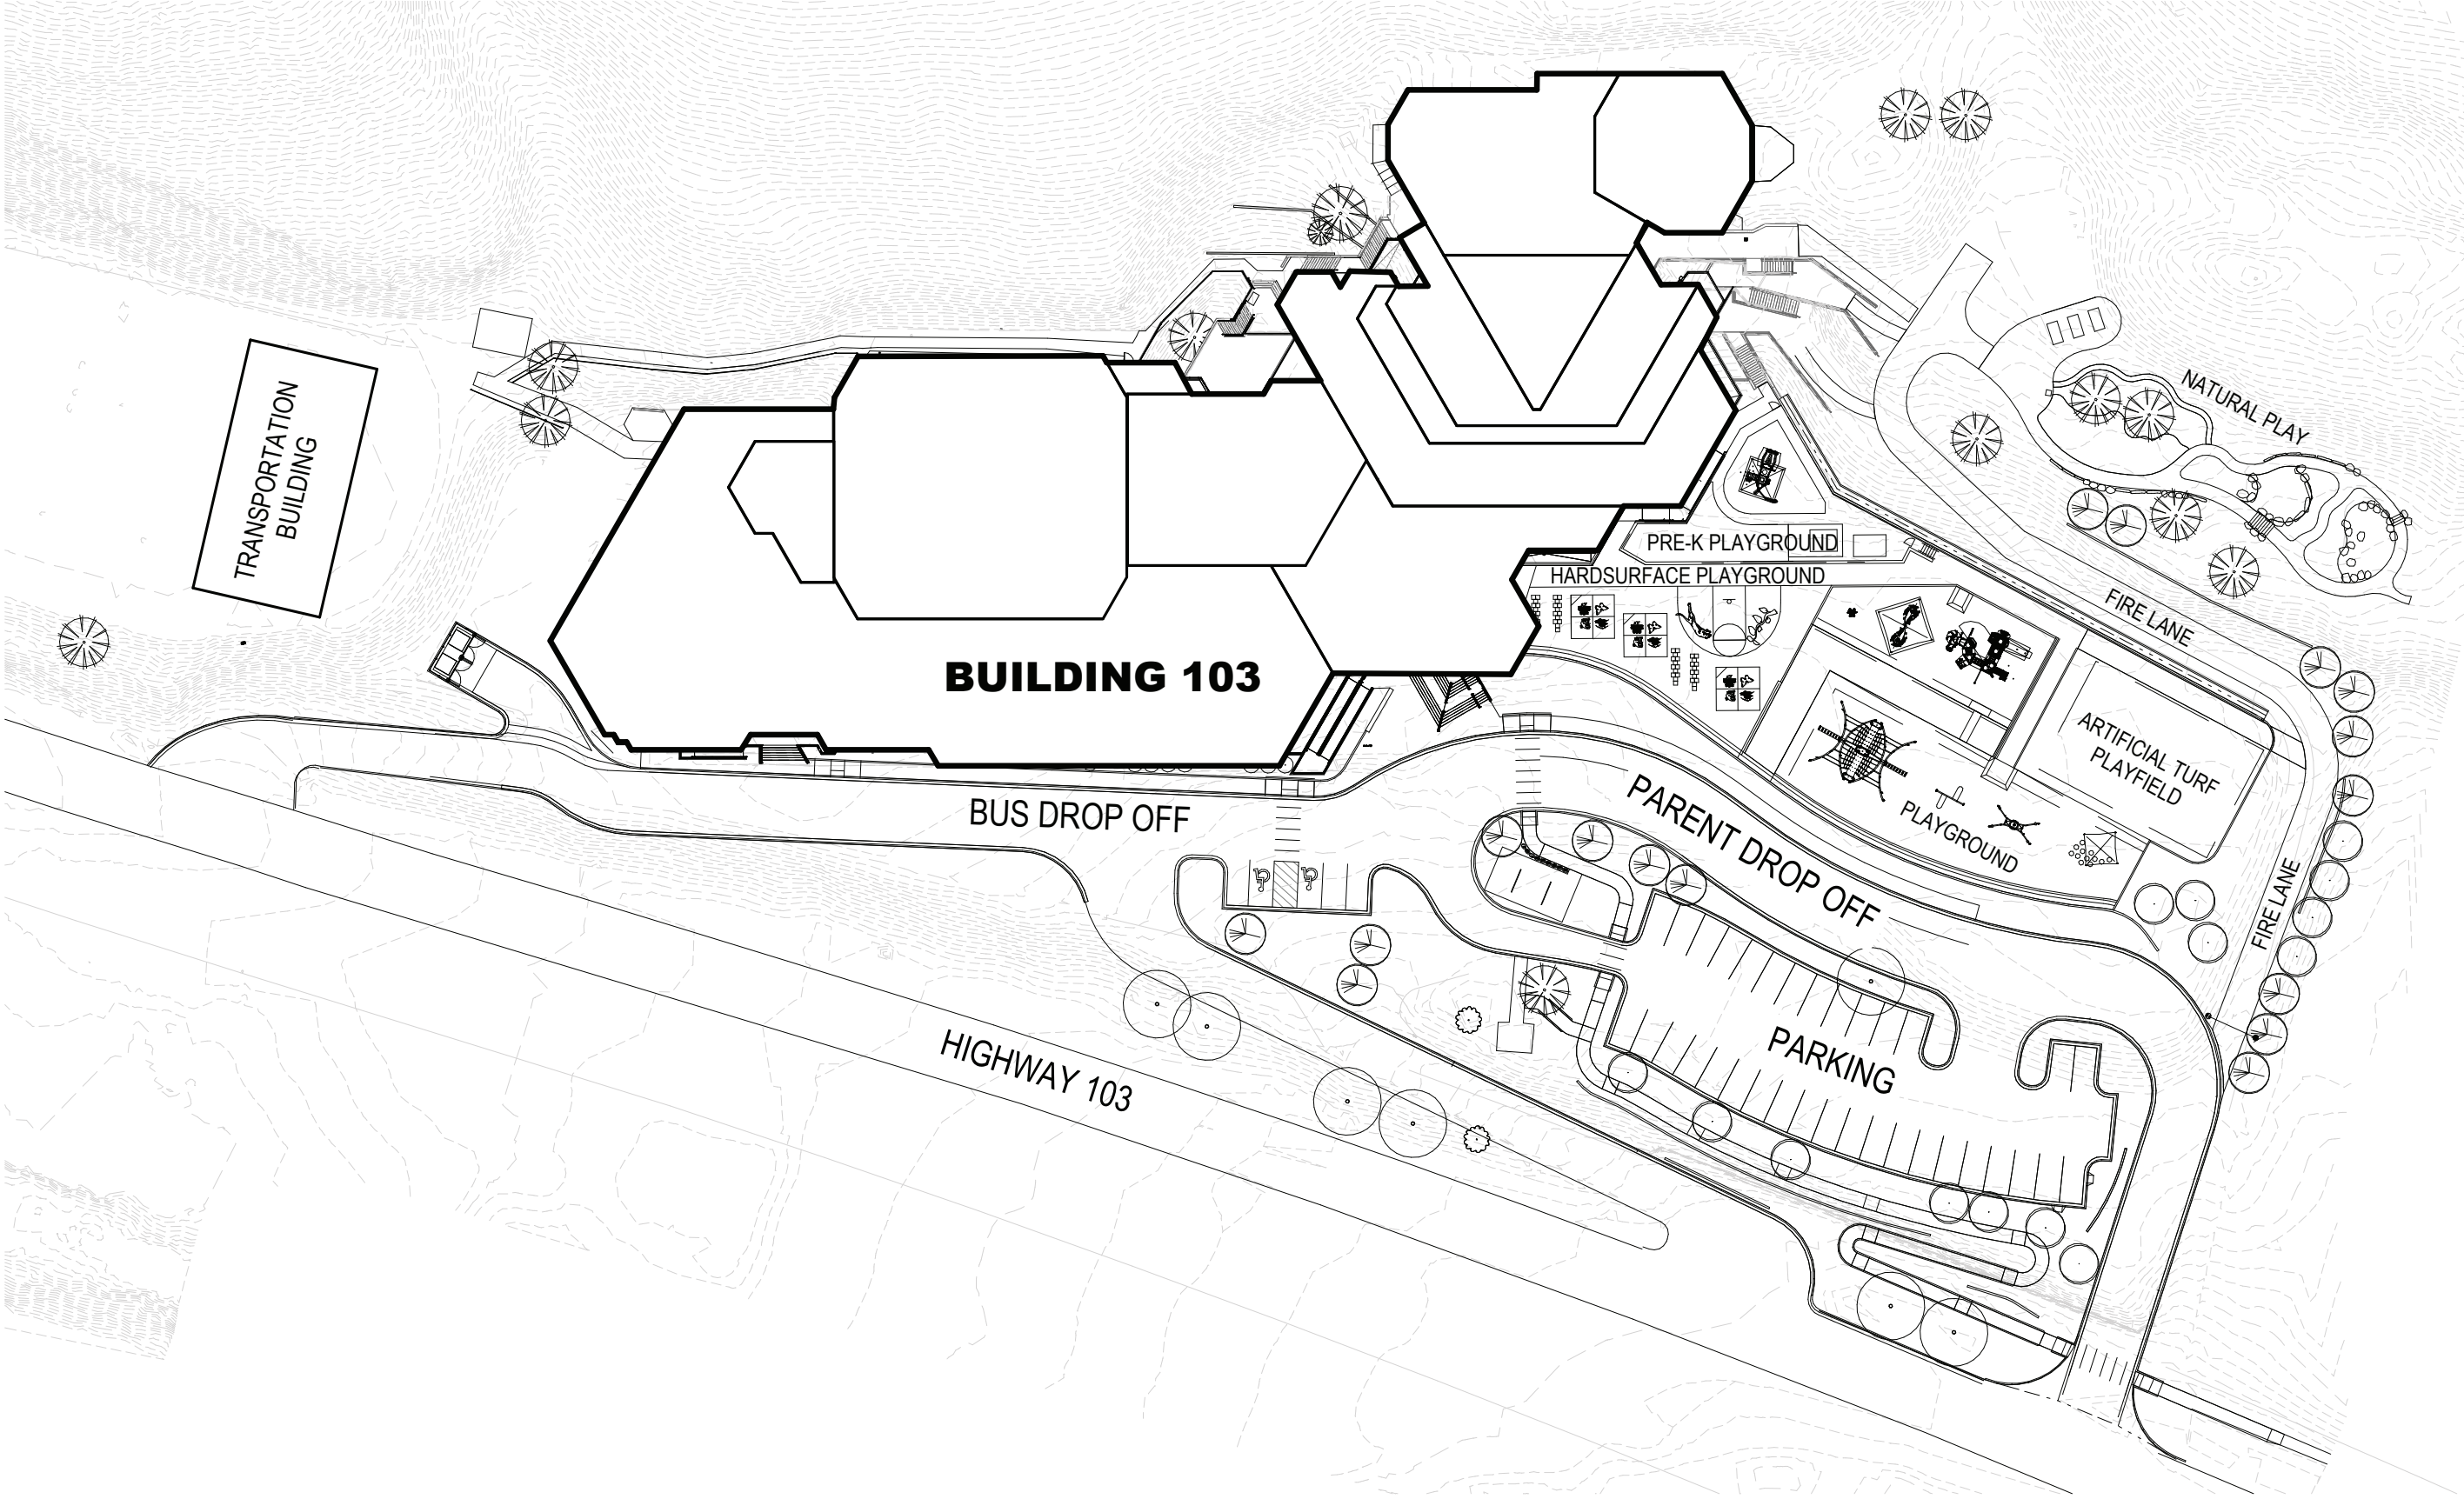 TRANSPORTATION
BUILDING
NATURAL PLAY
PRE-K PLAYGROUND
HARDSURFACE PLAYGROUND
FIRE LANE
BUILDING 103
ARTIFICIAL TURF
PLAYFIELD
BUS DROP OFF
PARENT DROP OFF
PLAYGROUND
FIRE LANE
HIGHWAY 103
PARKING